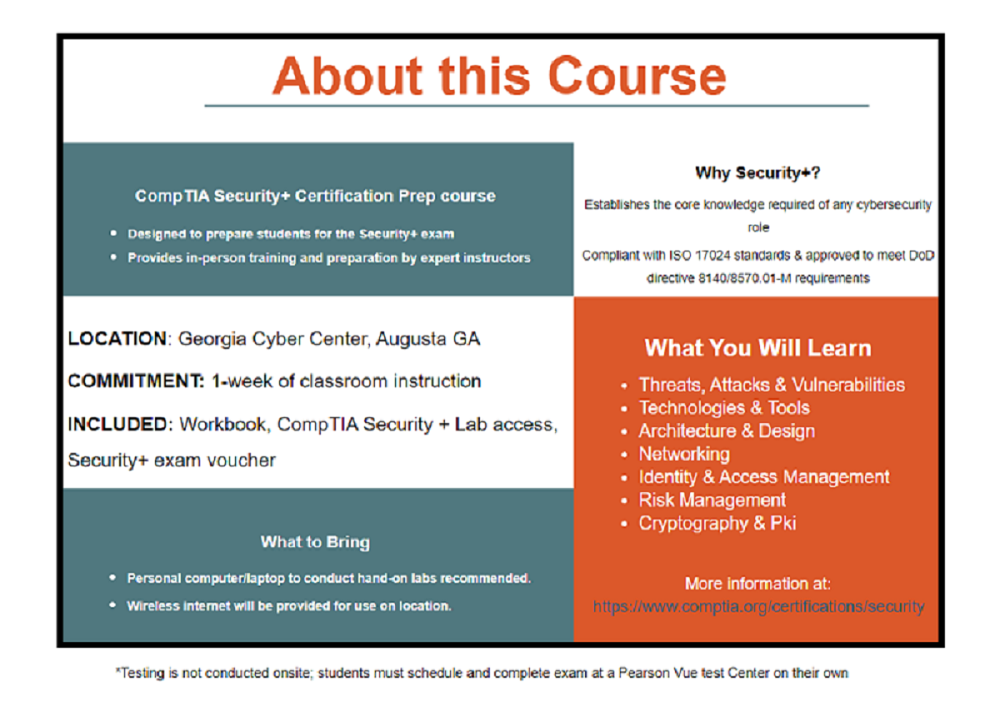 About this Course
CompTIA Security+ Certification Prep course
• Designed to prepare students for the Security+ exam
• Provides in-person training and preparation by expert instructors
Why Security+?
Establishes the core knowledge required of any cybersecurity
role
Compliant with ISO 17024 standards & approved to meet DoD
directive 8140/8570.01-M requirements
LOCATION: Georgia Cyber Center, Augusta GA
COMMITMENT: 1-week of classroom instruction
INCLUDED: Workbook, CompTIA Security + Lab access,
Security+ exam voucher
What You Will Learn
• Threats, Attacks & Vulnerabilities
• Technologies & Tools
• Architecture & Design
• Networking
• Identity & Access Management
• Risk Management
• Cryptography & Pki
More information at:
https://www.comptia.org/certifications/security
What to Bring
• Personal computer/laptop to conduct hand-on labs recommended.
• Wireless internet will be provided for use on location.
*Testing is not conducted onsite; students must schedule and complete exam at a Pearson Vue test Center on their own